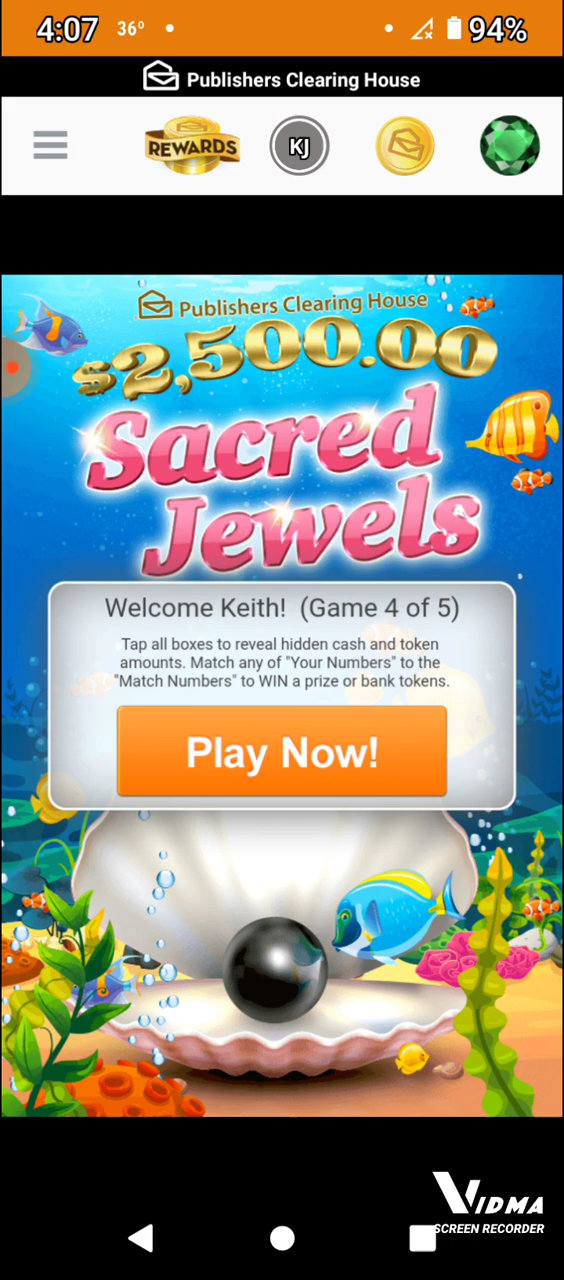 4:07 36° 94%
Publishers Clearing House
REWARDS KJ
Publishers Clearing House
$2,500.00
Sacred
Jewels
Welcome Keith! (Game 4 of 5)
Tap all boxes to reveal hidden cash and token
amounts. Match any of "Your Numbers" to the
"Match Numbers" to WIN a prize or bank tokens.
Play Now!
VIDMA
SCREEN RECORDER